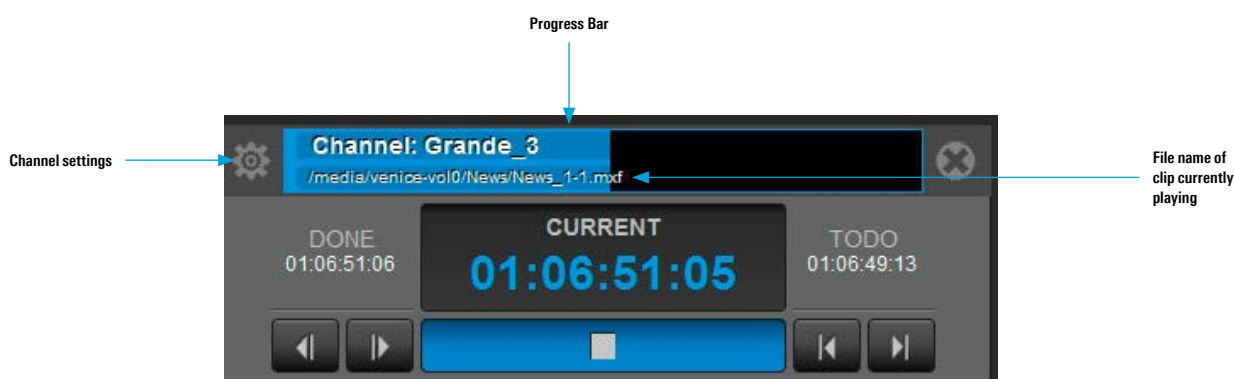 Progress Bar
Channel settings
Channel: Grande_3
/media/venice-vol0/News/News_1-1.mxf
File name of
clip currently
playing
DONE
01:06:51:06
CURRENT
01:06:51:05
TODO
01:06:49:13